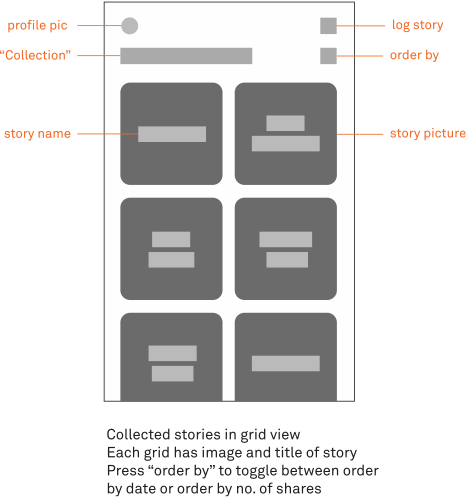 profile pic
log story
“Collection”
order by
story name
story picture
Collected stories in grid view
Each grid has image and title of story
Press “order by” to toggle between order
by date or order by no. of shares